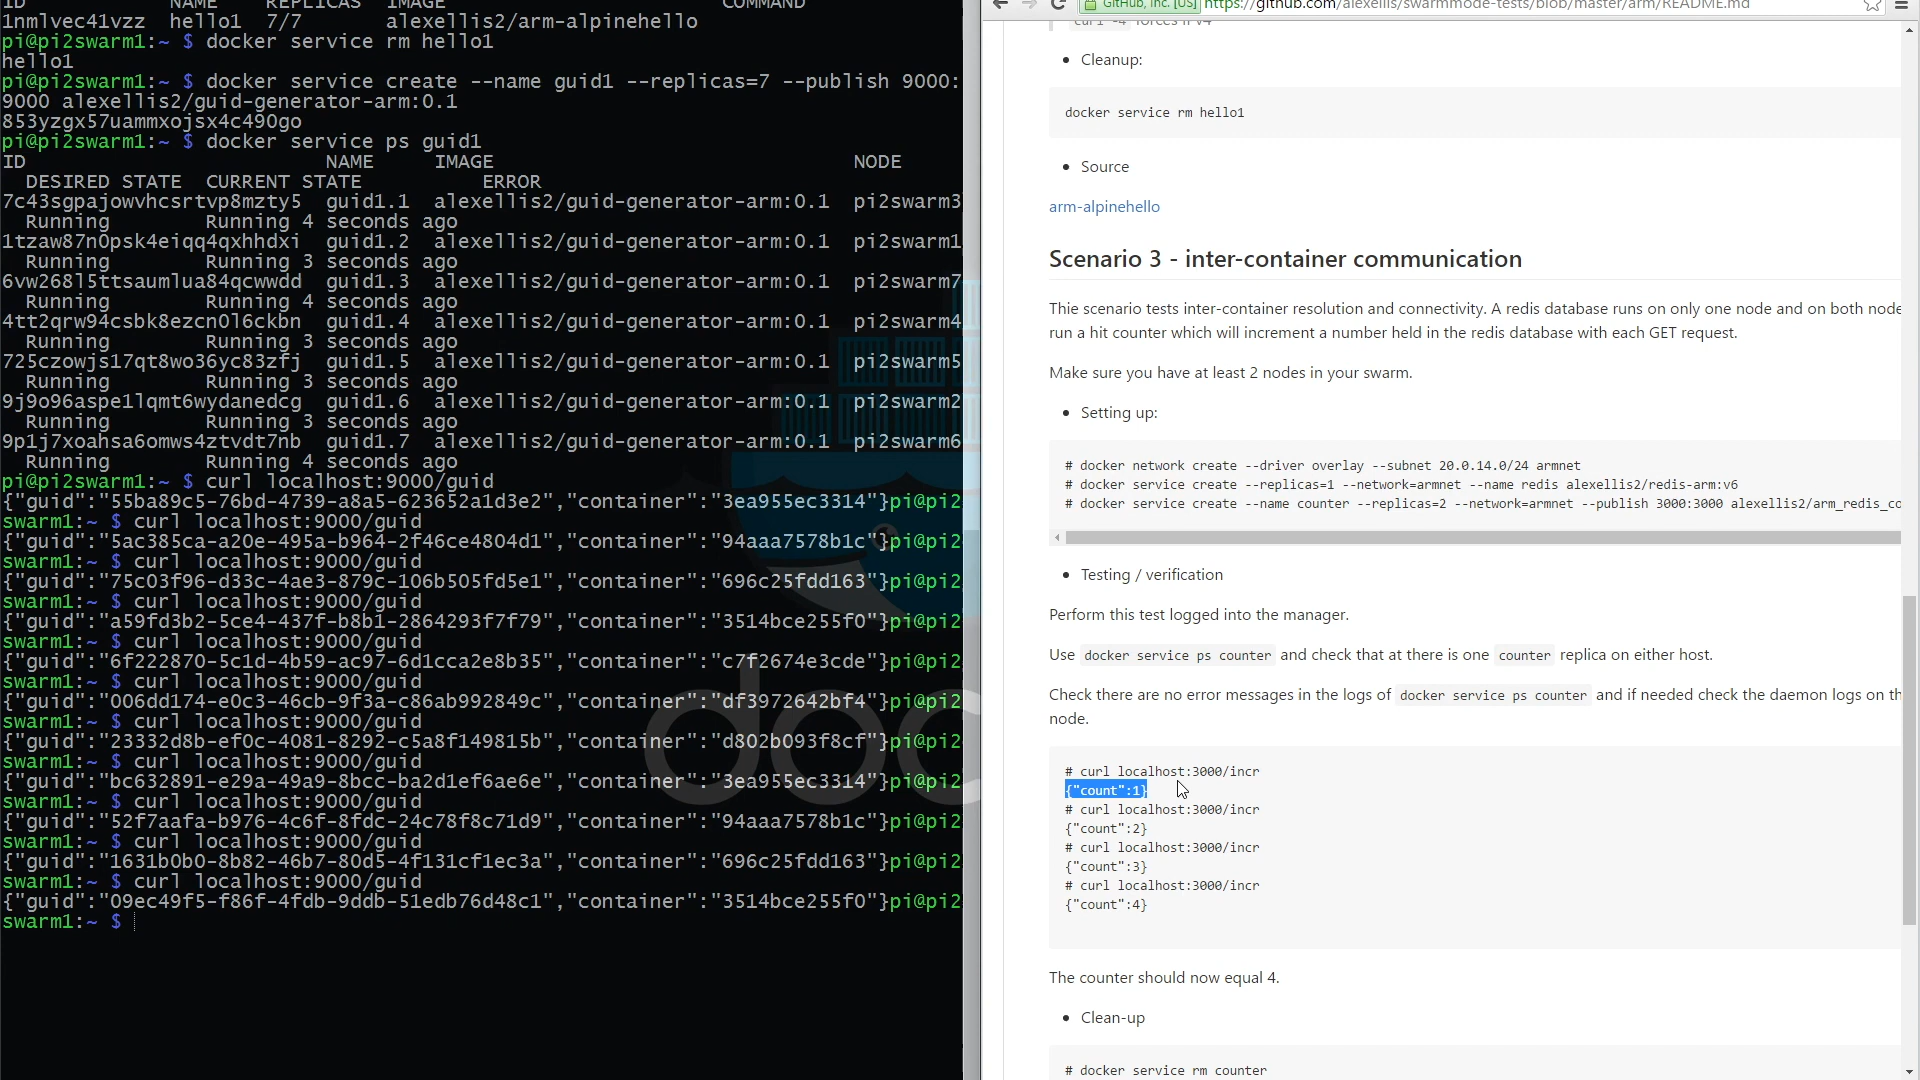 ID            NAME    REPLICAS  IMAGE                       COMMAND
1nmlvec41vzz  hello1  7/7       alexellis2/arm-alpinehello
pi@pi2swarm1:~ $ docker service rm hello1
hello1
pi@pi2swarm1:~ $ docker service create --name guid1 --replicas=7 --publish 9000:
9000 alexellis2/guid-generator-arm:0.1
853yzgx57uammxojsx4c490go
pi@pi2swarm1:~ $ docker service ps guid1
ID                         NAME     IMAGE                              NODE
  DESIRED STATE  CURRENT STATE          ERROR
7c43sgpajowvhcsrtvp8mzty5  guid1.1  alexellis2/guid-generator-arm:0.1  pi2swarm3
  Running        Running 4 seconds ago
1tzaw87n0psk4eiqq4qxhhdxi  guid1.2  alexellis2/guid-generator-arm:0.1  pi2swarm1
  Running        Running 3 seconds ago
6vw268l5ttsaumlua84qcwwdd  guid1.3  alexellis2/guid-generator-arm:0.1  pi2swarm7
  Running        Running 4 seconds ago
4tt2qrw94csbk8ezcn0l6ckbn  guid1.4  alexellis2/guid-generator-arm:0.1  pi2swarm4
  Running        Running 3 seconds ago
725czowjs17qt8wo36yc83zfj  guid1.5  alexellis2/guid-generator-arm:0.1  pi2swarm5
  Running        Running 3 seconds ago
9j9o96aspe1lqmt6wydanedcg  guid1.6  alexellis2/guid-generator-arm:0.1  pi2swarm2
  Running        Running 3 seconds ago
9p1j7xoahsa6omws4ztvdt7nb  guid1.7  alexellis2/guid-generator-arm:0.1  pi2swarm6
  Running        Running 4 seconds ago
pi@pi2swarm1:~ $ curl localhost:9000/guid
{"guid":"55ba89c5-76bd-4739-a8a5-623652a1d3e2","container":"3ea955ec3314"}pi@pi2
swarm1:~ $ curl localhost:9000/guid
{"guid":"5ac385ca-a20e-495a-b964-2f46ce4804d1","container":"94aaa7578b1c"}pi@pi2
swarm1:~ $ curl localhost:9000/guid
{"guid":"75c03f96-d33c-4ae3-879c-106b505fd5e1","container":"696c25fdd163"}pi@pi2
swarm1:~ $ curl localhost:9000/guid
{"guid":"a59fd3b2-5ce4-437f-b8b1-2864293f7f79","container":"3514bce255f0"}pi@pi2
swarm1:~ $ curl localhost:9000/guid
{"guid":"6f222870-5c1d-4b59-ac97-6d1cca2e8b35","container":"c7f2674e3cde"}pi@pi2
swarm1:~ $ curl localhost:9000/guid
{"guid":"006dd174-e0c3-46cb-9f3a-c86ab992849c","container":"df3972642bf4"}pi@pi2
swarm1:~ $ curl localhost:9000/guid
{"guid":"23332d8b-ef0c-4081-8292-c5a8f149815b","container":"d802b093f8cf"}pi@pi2
swarm1:~ $ curl localhost:9000/guid
{"guid":"bc632891-e29a-49a9-8bcc-ba2d1ef6ae6e","container":"3ea955ec3314"}pi@pi2
swarm1:~ $ curl localhost:9000/guid
{"guid":"52f7aafa-b976-4c6f-8fdc-24c78f8c71d9","container":"94aaa7578b1c"}pi@pi2
swarm1:~ $ curl localhost:9000/guid
{"guid":"1631b0b0-8b82-46b7-80d5-4f131cf1ec3a","container":"696c25fdd163"}pi@pi2
swarm1:~ $ curl localhost:9000/guid
{"guid":"09ec49f5-f86f-4fdb-9ddb-51edb76d48c1","container":"3514bce255f0"}pi@pi2
swarm1:~ $
doc
GitHub, Inc. [US] https://github.com/alexellis/swarmmode-tests/blob/master/arm/README.md
curl -4 forces IPv4
• Cleanup:
docker service rm hello1
• Source
arm-alpinehello
Scenario 3 - inter-container communication
Thie scenario tests inter-container resolution and connectivity. A redis database runs on only one node and on both node
run a hit counter which will increment a number held in the redis database with each GET request.
Make sure you have at least 2 nodes in your swarm.
• Setting up:
# docker network create --driver overlay --subnet 20.0.14.0/24 armnet
# docker service create --replicas=1 --network=armnet --name redis alexellis2/redis-arm:v6
# docker service create --name counter --replicas=2 --network=armnet --publish 3000:3000 alexellis2/arm_redis_co
• Testing / verification
Perform this test logged into the manager.
Use docker service ps counter and check that at there is one counter replica on either host.
Check there are no error messages in the logs of docker service ps counter and if needed check the daemon logs on th
node.
# curl localhost:3000/incr
{"count":1}
# curl localhost:3000/incr
{"count":2}
# curl localhost:3000/incr
{"count":3}
# curl localhost:3000/incr
{"count":4}
The counter should now equal 4.
• Clean-up
# docker service rm counter